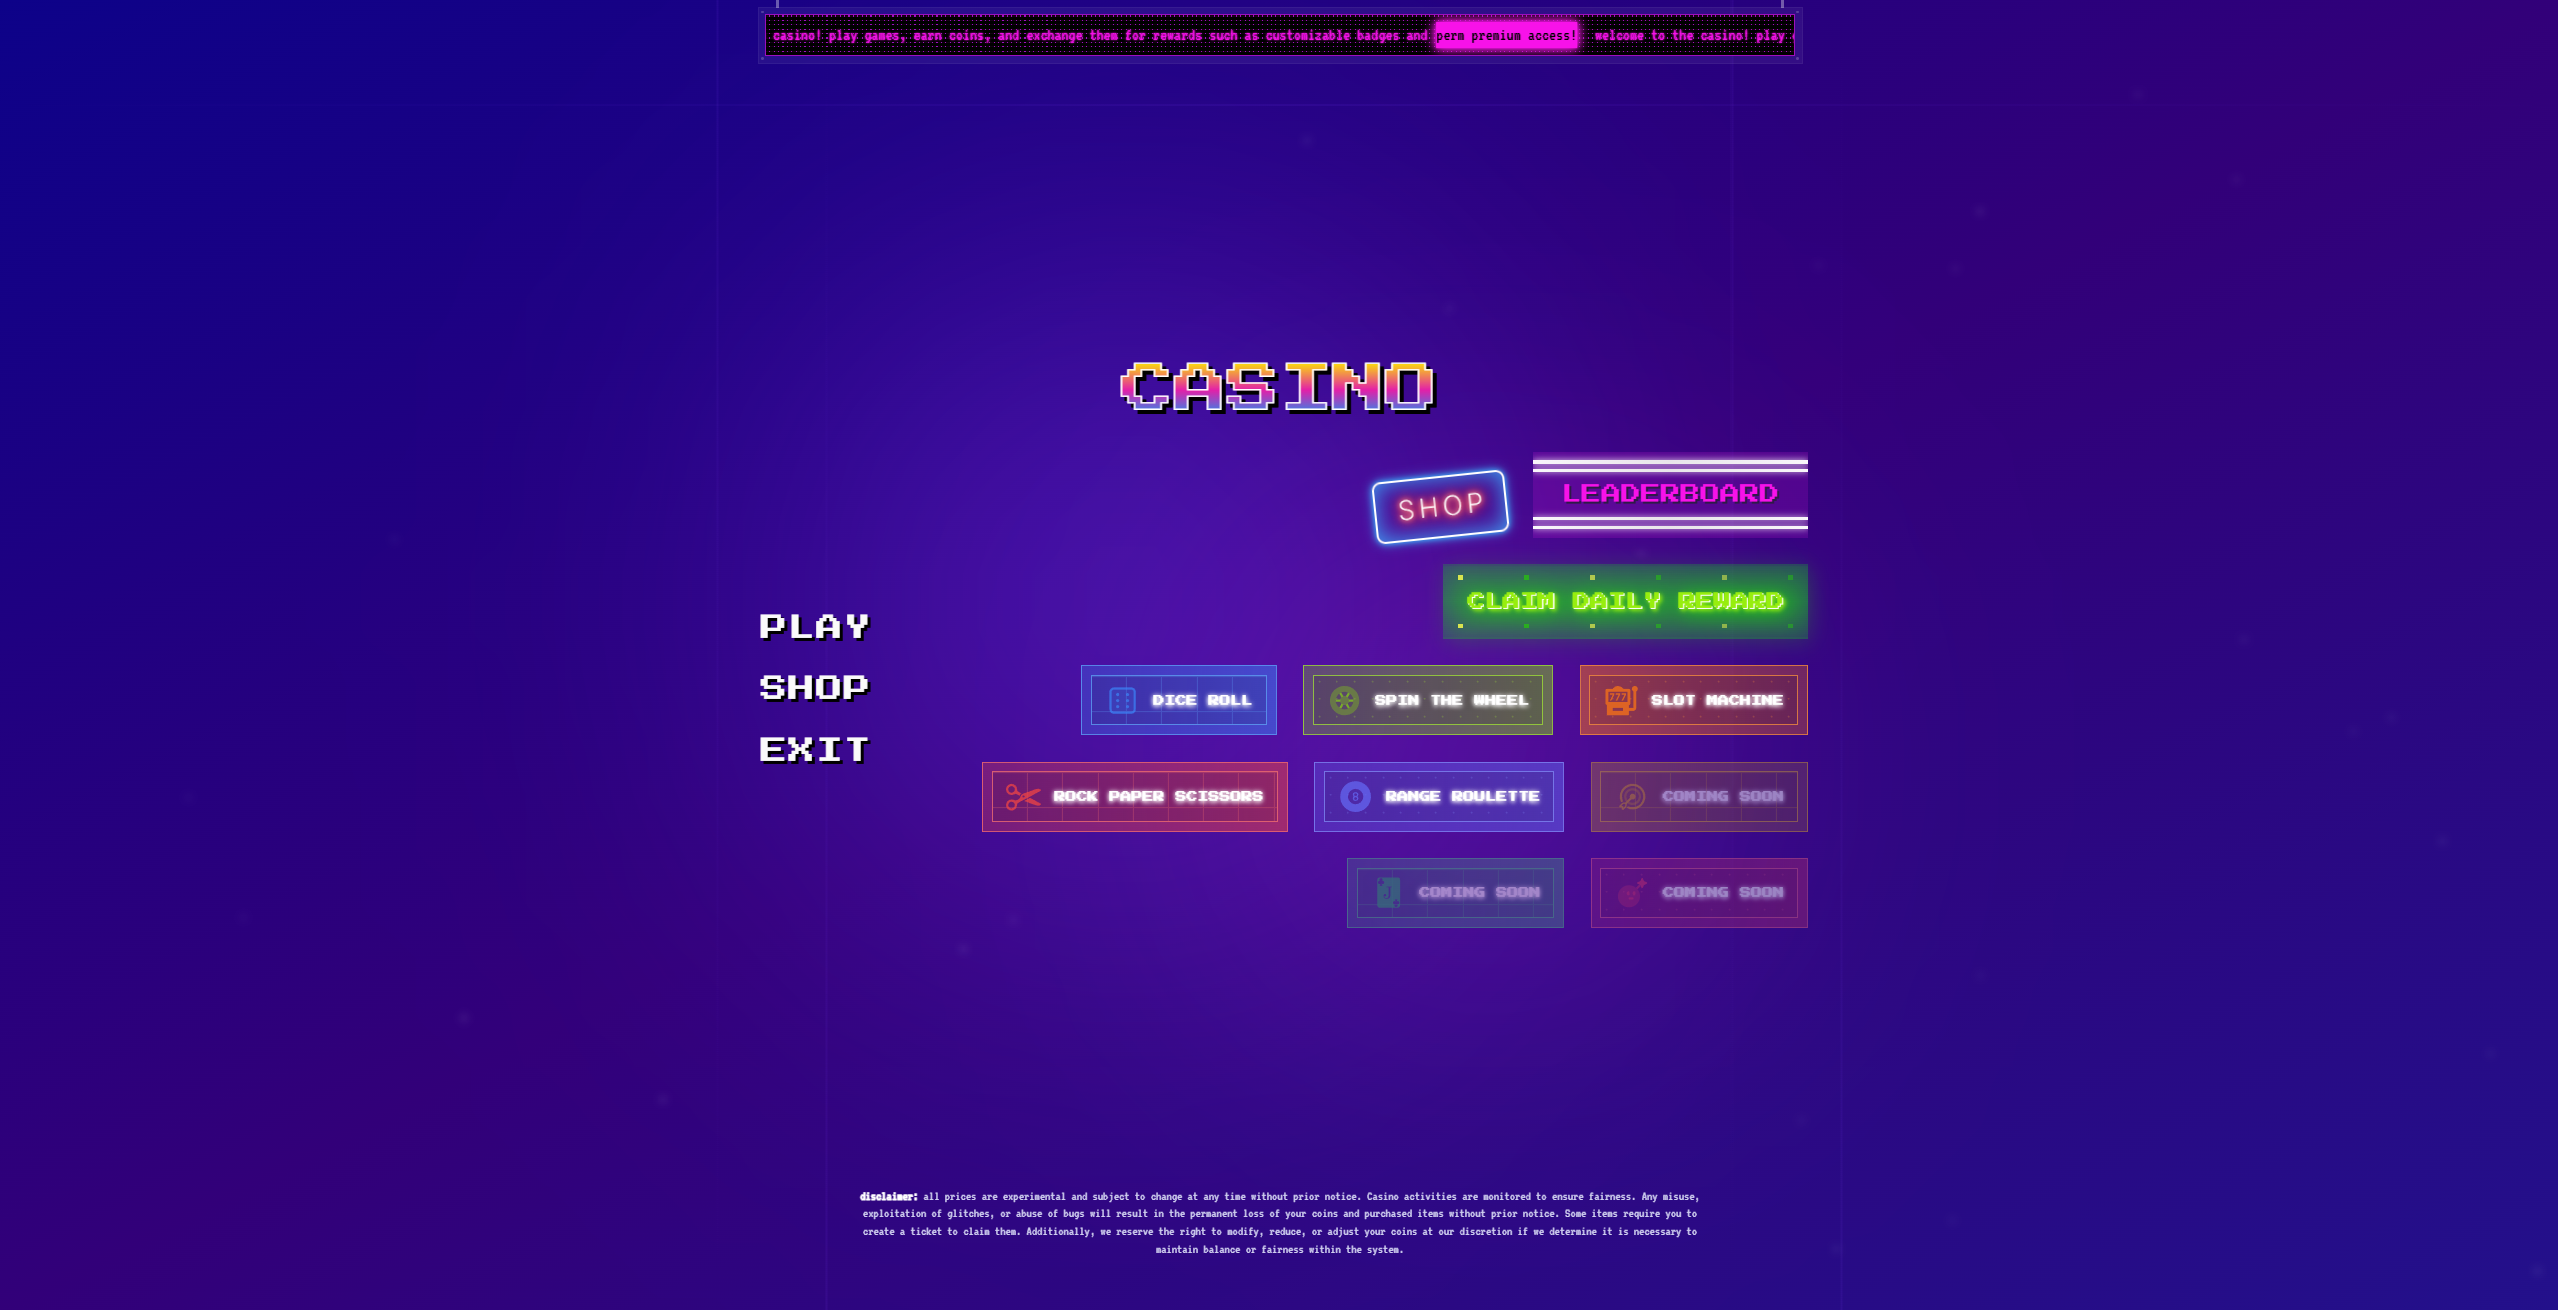 casino! play games, earn coins, and exchange them for rewards such as customizable badges and perm premium access! welcome to the casino! play
CASINO
SHOP
LEADERBOARD
CLAIM DAILY REWARD
PLAY
SHOP
EXIT
DICE ROLL
SPIN THE WHEEL
777
SLOT MACHINE
ROCK PAPER SCISSORS
8
RANGE ROULETTE
COMING SOON
J
COMING SOON
COMING SOON
disclaimer: all prices are experimental and subject to change at any time without prior notice. Casino activities are monitored to ensure fairness. Any misuse,
exploitation of glitches, or abuse of bugs will result in the permanent loss of your coins and purchased items without prior notice. Some items require you to
create a ticket to claim them. Additionally, we reserve the right to modify, reduce, or adjust your coins at our discretion if we determine it is necessary to
maintain balance or fairness within the system.